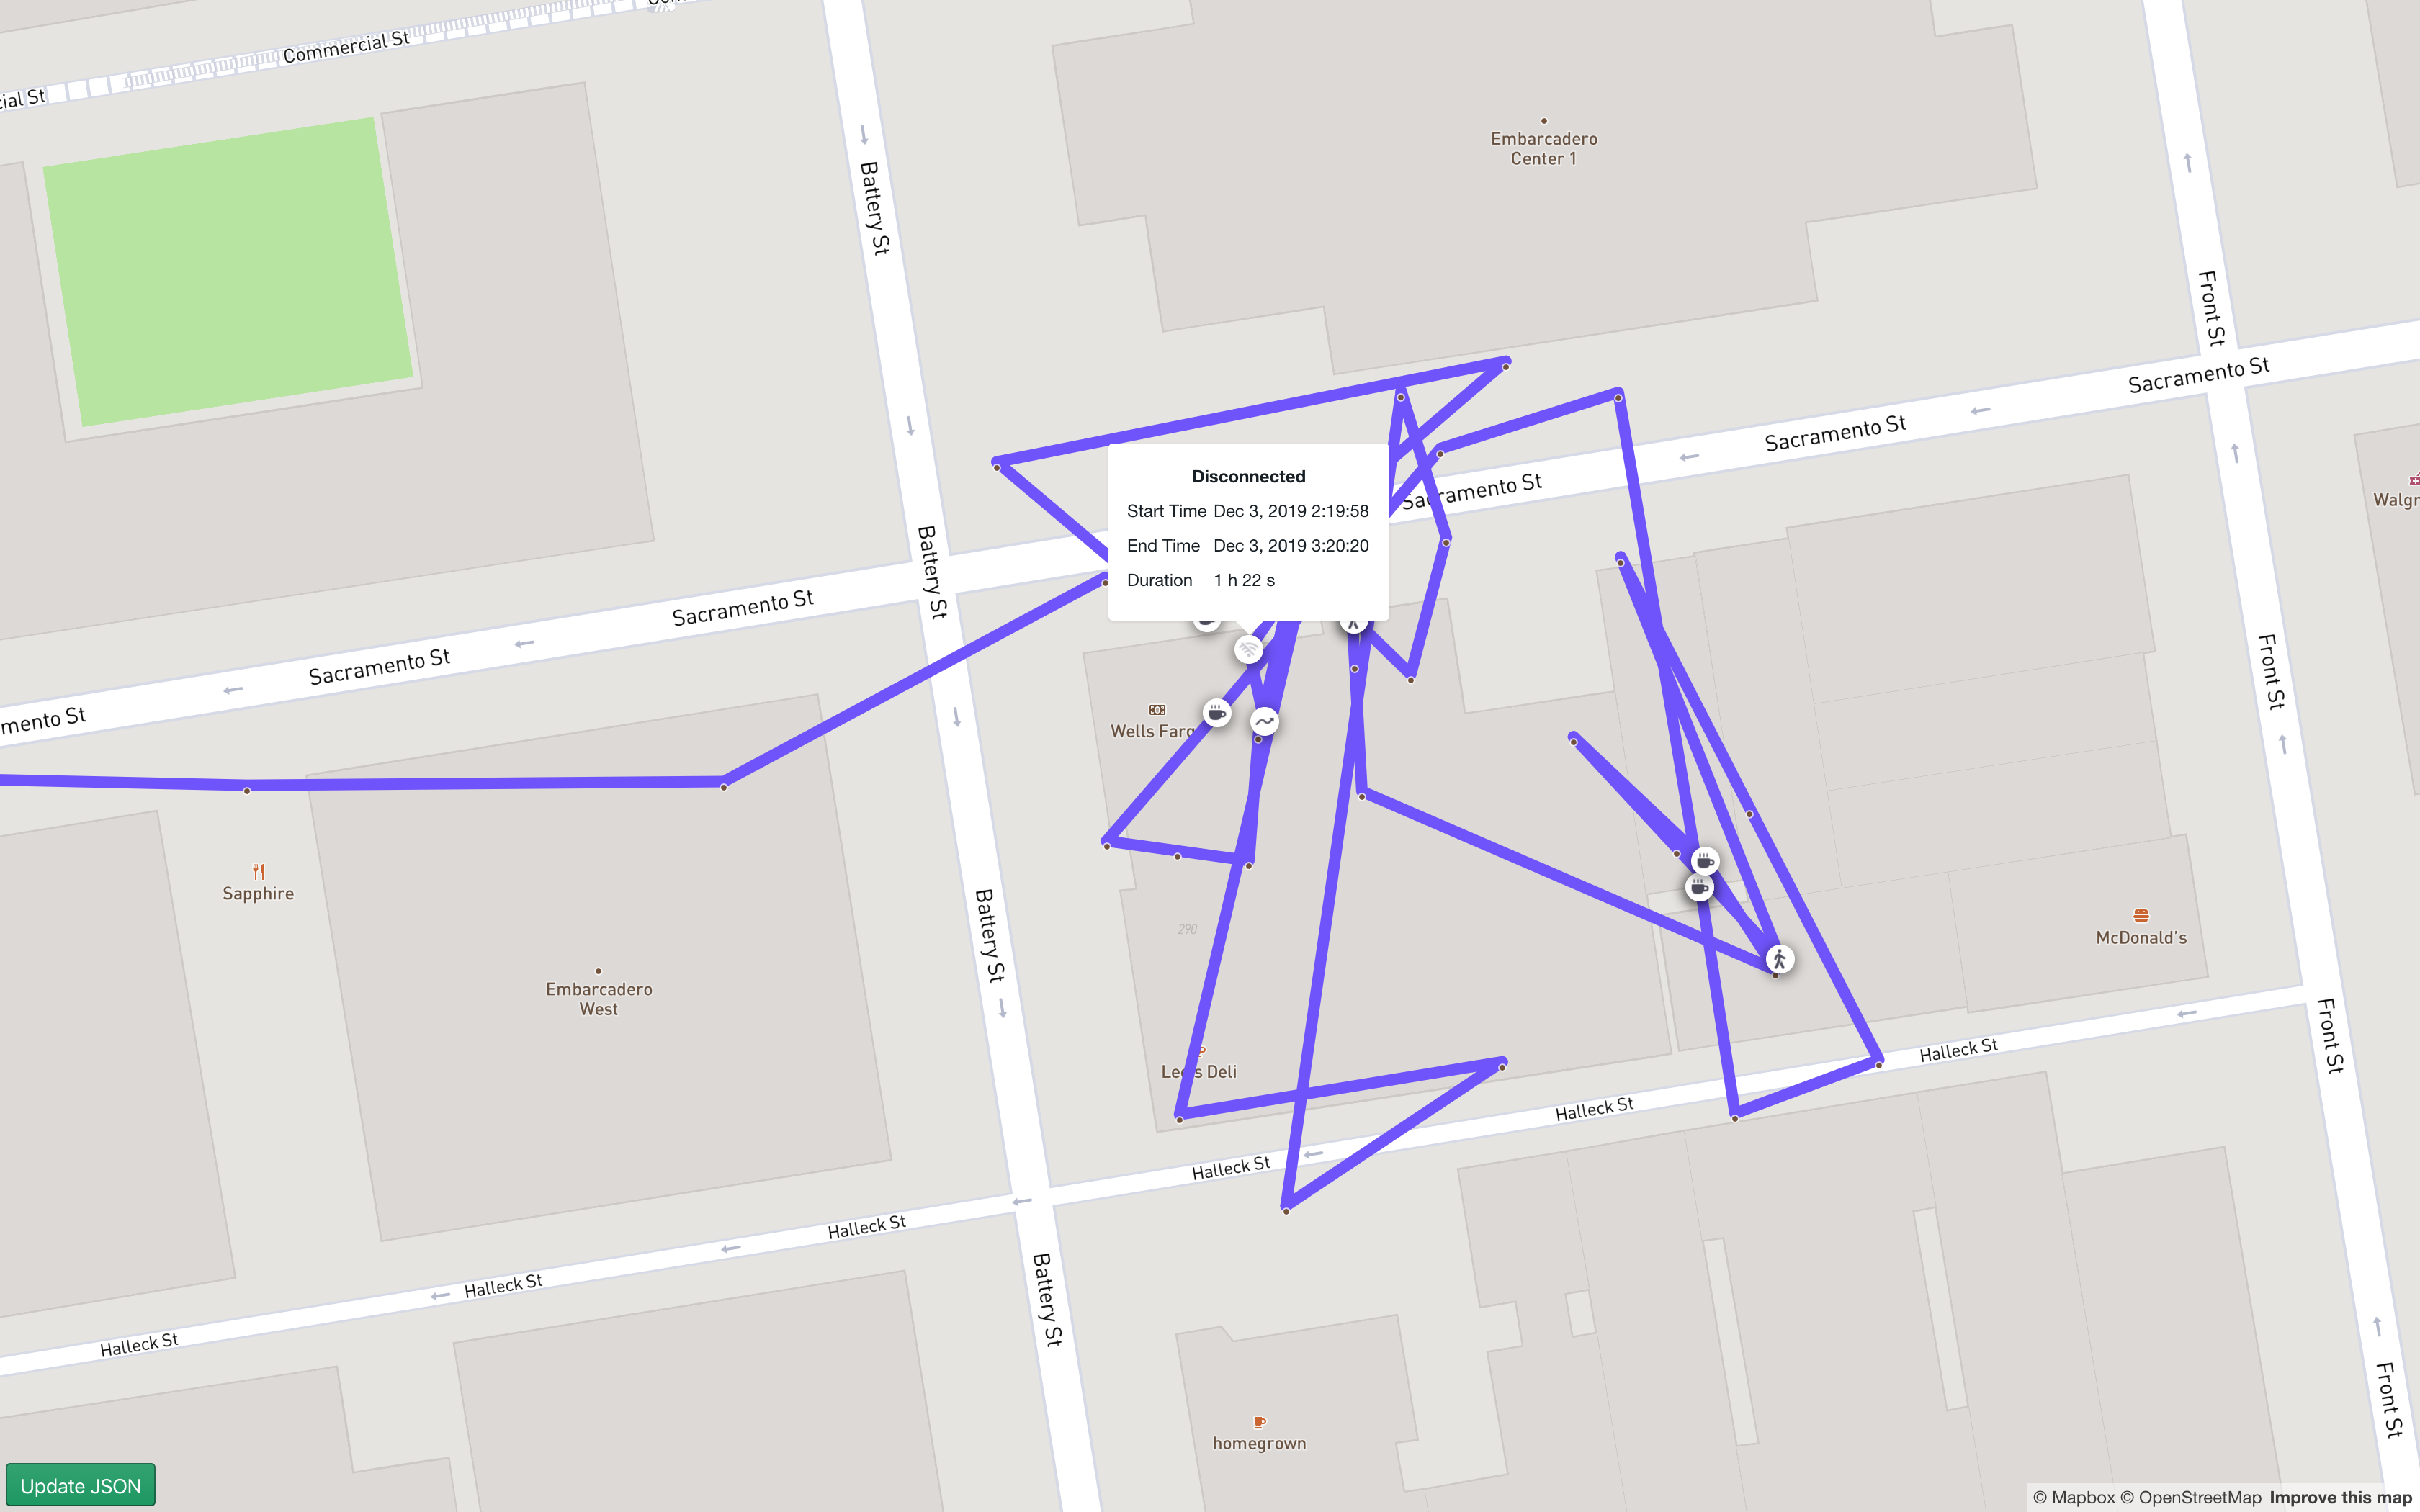 Commercial St
cial St
Battery St
Embarcadero
Center 1
Front St
Sacramento St
Sacramento St
Sacramento St
Walgr
Disconnected
Start Time Dec 3, 2019 2:19:58
End Time Dec 3, 2019 3:20:20
Duration 1 h 22 s
Battery St
Sacramento St
Sacramento St
mento St
Front St
Wells Farg
Sapphire
290
McDonald's
Battery St
Embarcadero
West
Front St
Lee's Deli
Halleck St
Halleck St
Halleck St
Halleck St
Halleck St
Halleck St
Battery St
Front St
homegrown
Update JSON
© Mapbox © OpenStreetMap Improve this map